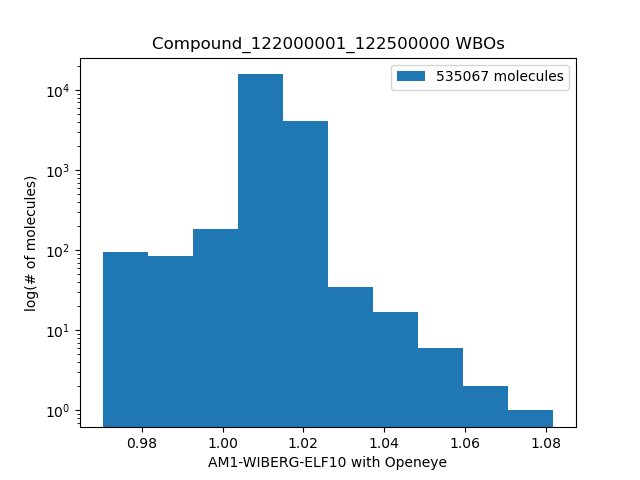 Compound_122000001_122500000 WBOs
535067 molecules
log(# of molecules)
10⁴
10³
10²
10¹
10⁰
0.98 1.00 1.02 1.04 1.06 1.08
AM1-WIBERG-ELF10 with Openeye